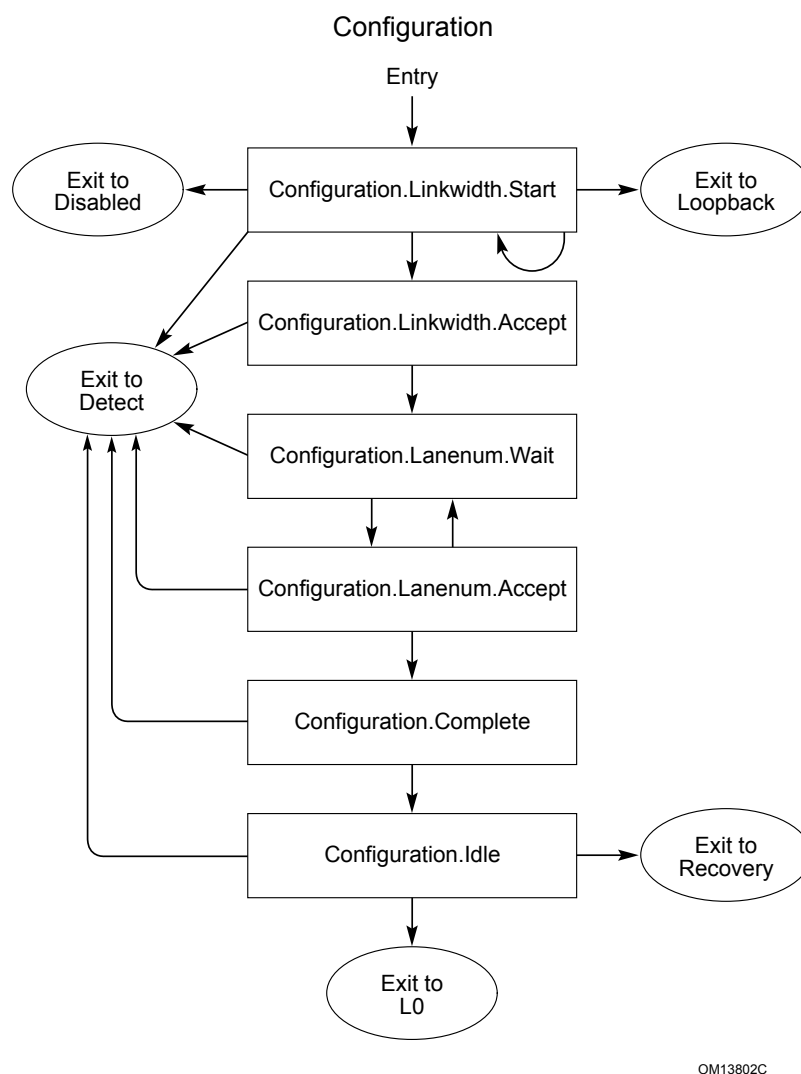 Configuration
Entry
Exit to
Disabled
Configuration.Linkwidth.Start
Exit to
Loopback
Configuration.Linkwidth.Accept
Exit to
Detect
Configuration.Lanenum.Wait
Configuration.Lanenum.Accept
Configuration.Complete
Configuration.Idle
Exit to
Recovery
Exit to
L0
OM13802C